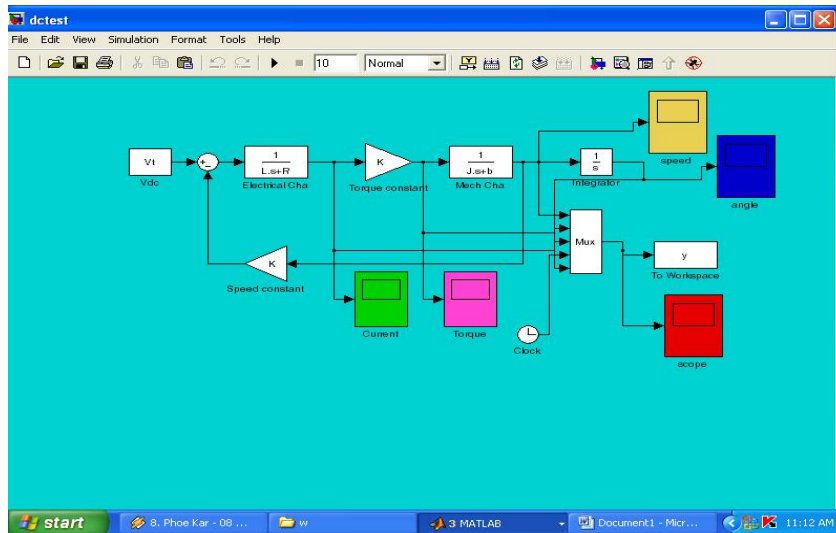 dctest
File Edit View Simulation Format Tools Help
10 Normal
speed
Vt
Vdc
+
-
1
L.s+R
Electrical Cha
K
Torque constant
1
J.s+b
Mech Cha
1
s
Integrator
angle
Mux
y
To Workspace
K
Speed constant
Current
Torque
Clock
scope
start
8. Phoe Kar - 08 ...
w
3 MATLAB
Document1 - Micr...
11:12 AM